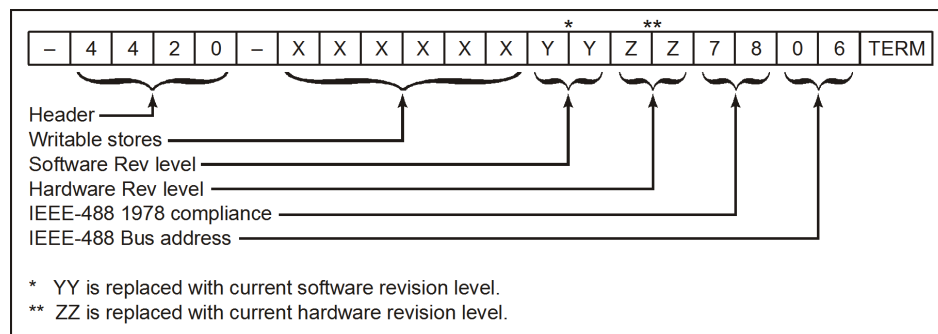 * **
– 4 4 2 0 – X X X X X X Y Y Z Z 7 8 0 6 TERM
Header
Writable stores
Software Rev level
Hardware Rev level
IEEE-488 1978 compliance
IEEE-488 Bus address
* YY is replaced with current software revision level.
** ZZ is replaced with current hardware revision level.